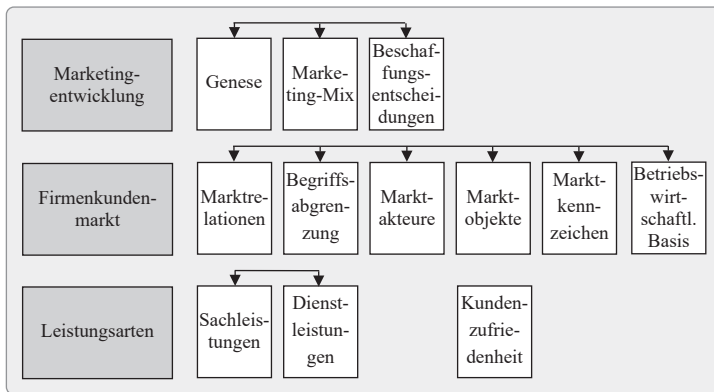 Marketing-
entwicklung
Genese
Marke-
ting-Mix
Beschaf-
fungs-
entschei-
dungen
Firmenkunden-
markt
Marktre-
lationen
Begriffs-
abgren-
zung
Markt-
akteure
Markt-
objekte
Markt-
kenn-
zeichen
Betriebs-
wirt-
schaftl.
Basis
Leistungsarten
Sachleis-
tungen
Dienst-
leistun-
gen
Kunden-
zufrie-
denheit